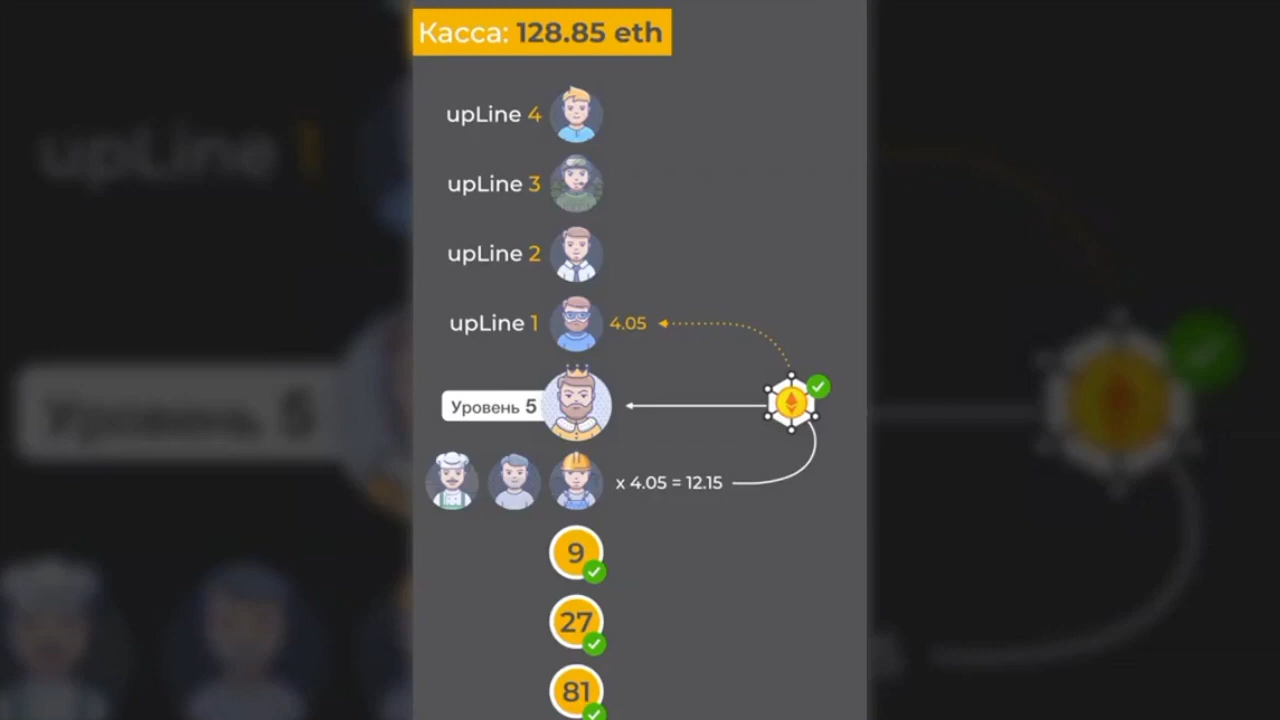 Касса: 128.85 eth
upLine 4
upLine 3
upLine 2
upLine 1
4.05
Уровень 5
x 4.05 = 12.15
9
27
81